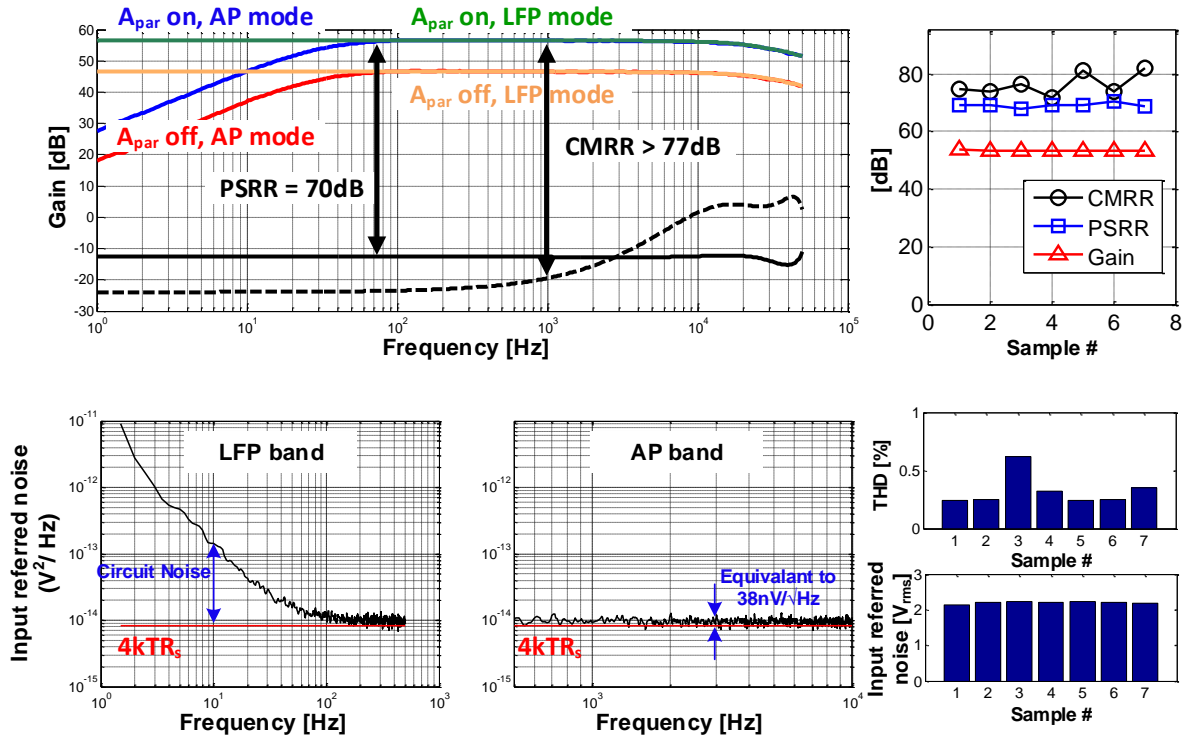 A_par on, AP mode
A_par on, LFP mode
60
50
40
30
20
10
0
-10
-20
-30
Gain [dB]
A_par off, LFP mode
A_par off, AP mode
CMRR > 77dB
PSRR = 70dB
10^0
10^1
10^2
10^3
10^4
10^5
Frequency [Hz]
80
60
40
20
0
[dB]
CMRR
PSRR
Gain
0
2
4
6
8
Sample #
10^-11
10^-12
10^-13
10^-14
10^-15
Input referred noise
(V^2/ Hz)
LFP band
Circuit Noise
4kTR_s
10^0
10^1
10^2
10^3
Frequency [Hz]
10^-11
10^-12
10^-13
10^-14
10^-15
AP band
Equivalant to
38nV/√Hz
4kTR_s
10^3
10^4
Frequency [Hz]
1
0.5
0
THD [%]
1 2 3 4 5 6 7
Sample #
3
2
1
0
Input referred
noise [V_rms]
1 2 3 4 5 6 7
Sample #